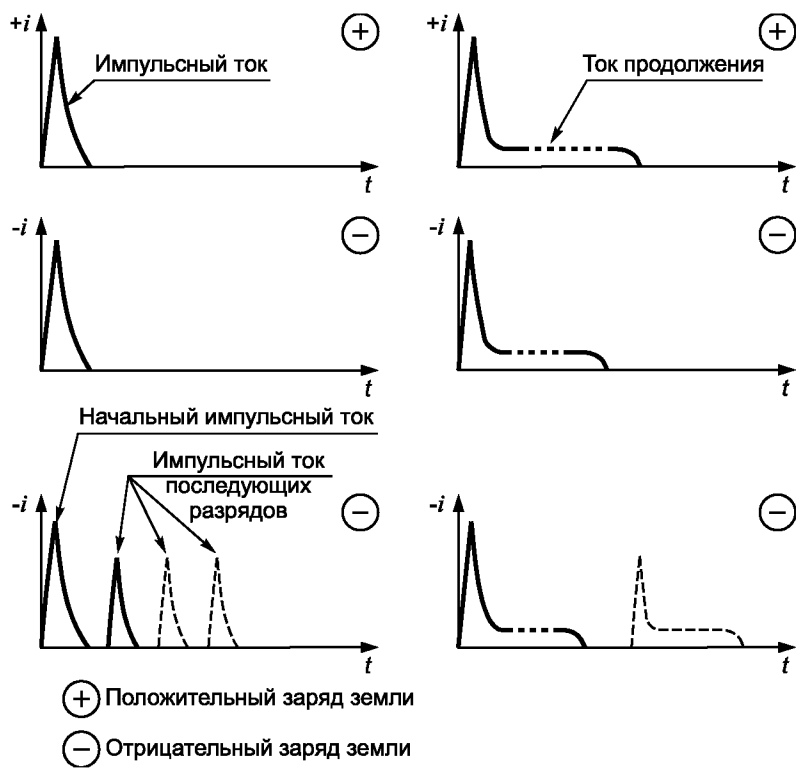 +i
+
Импульсный ток
t
+i
+
Ток продолжения
t
-i
−
t
-i
−
t
Начальный импульсный ток
Импульсный ток
последующих
разрядов
-i
−
t
-i
−
t
+ Положительный заряд земли
− Отрицательный заряд земли